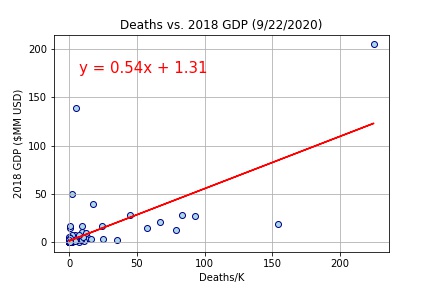 Deaths vs. 2018 GDP (9/22/2020)
y = 0.54x + 1.31
2018 GDP ($MM USD)
200
150
100
50
0
0 50 100 150 200
Deaths/K